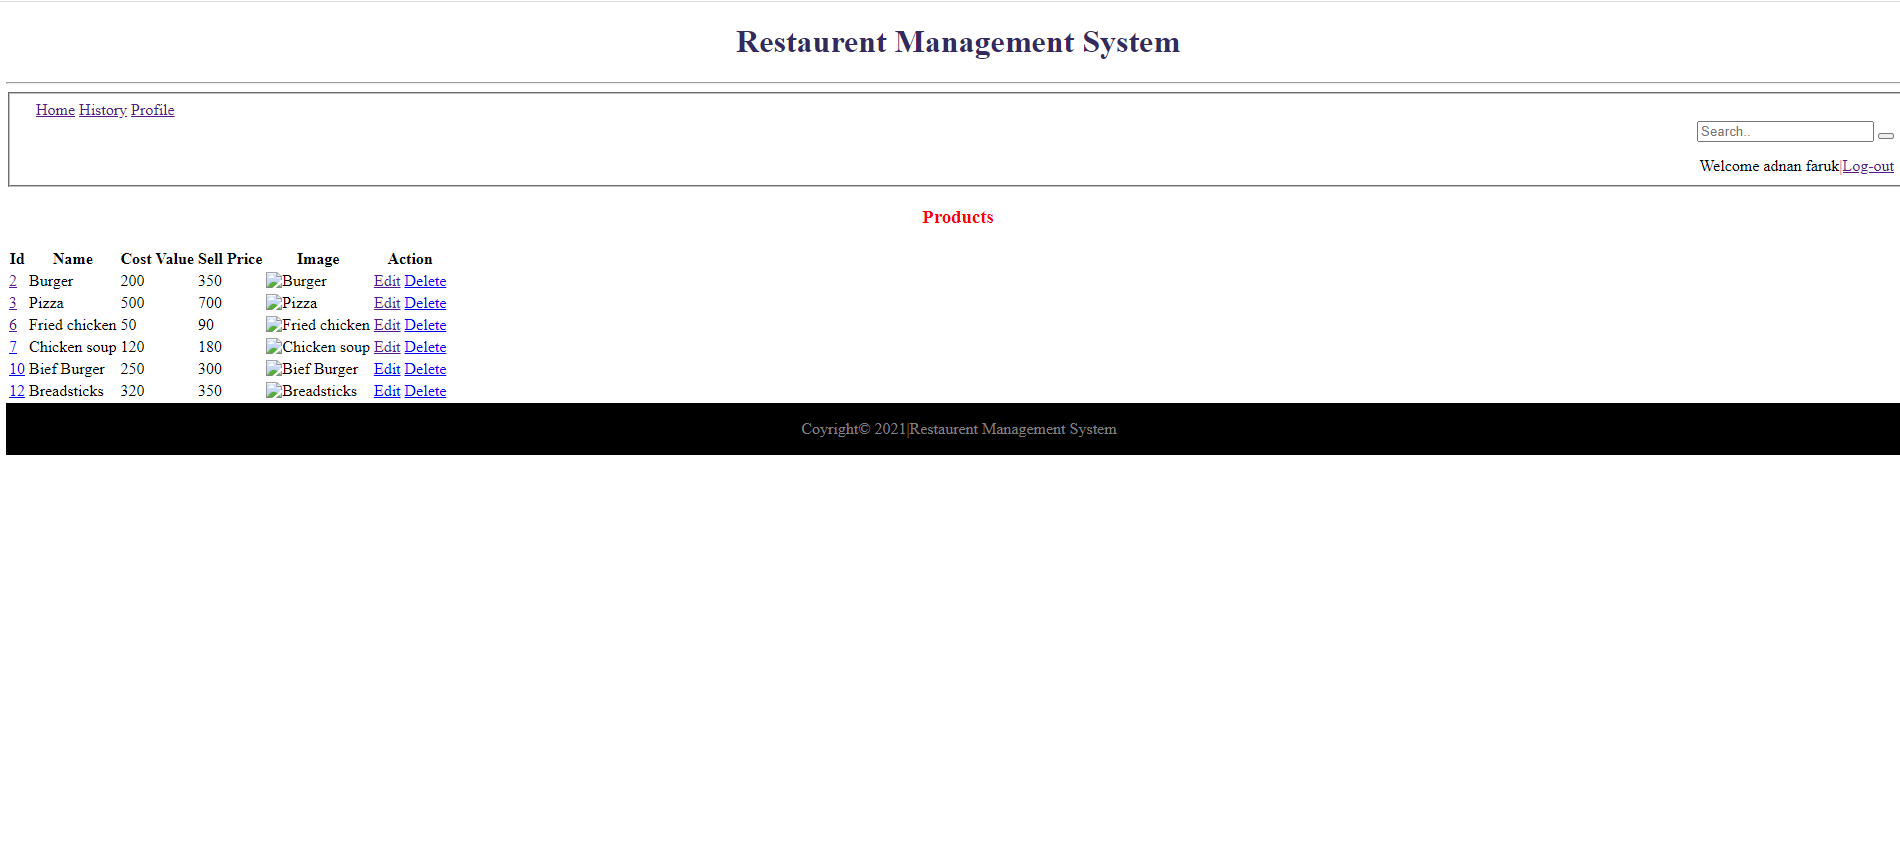 Restaurent Management System
Home History Profile
Search..
Welcome adnan faruk|Log-out
Products
Id Name Cost Value Sell Price Image Action
2 Burger 200 350 Burger Edit Delete
3 Pizza 500 700 Pizza Edit Delete
6 Fried chicken 50 90 Fried chicken Edit Delete
7 Chicken soup 120 180 Chicken soup Edit Delete
10 Bief Burger 250 300 Bief Burger Edit Delete
12 Breadsticks 320 350 Breadsticks Edit Delete
Coyright© 2021|Restaurent Management System